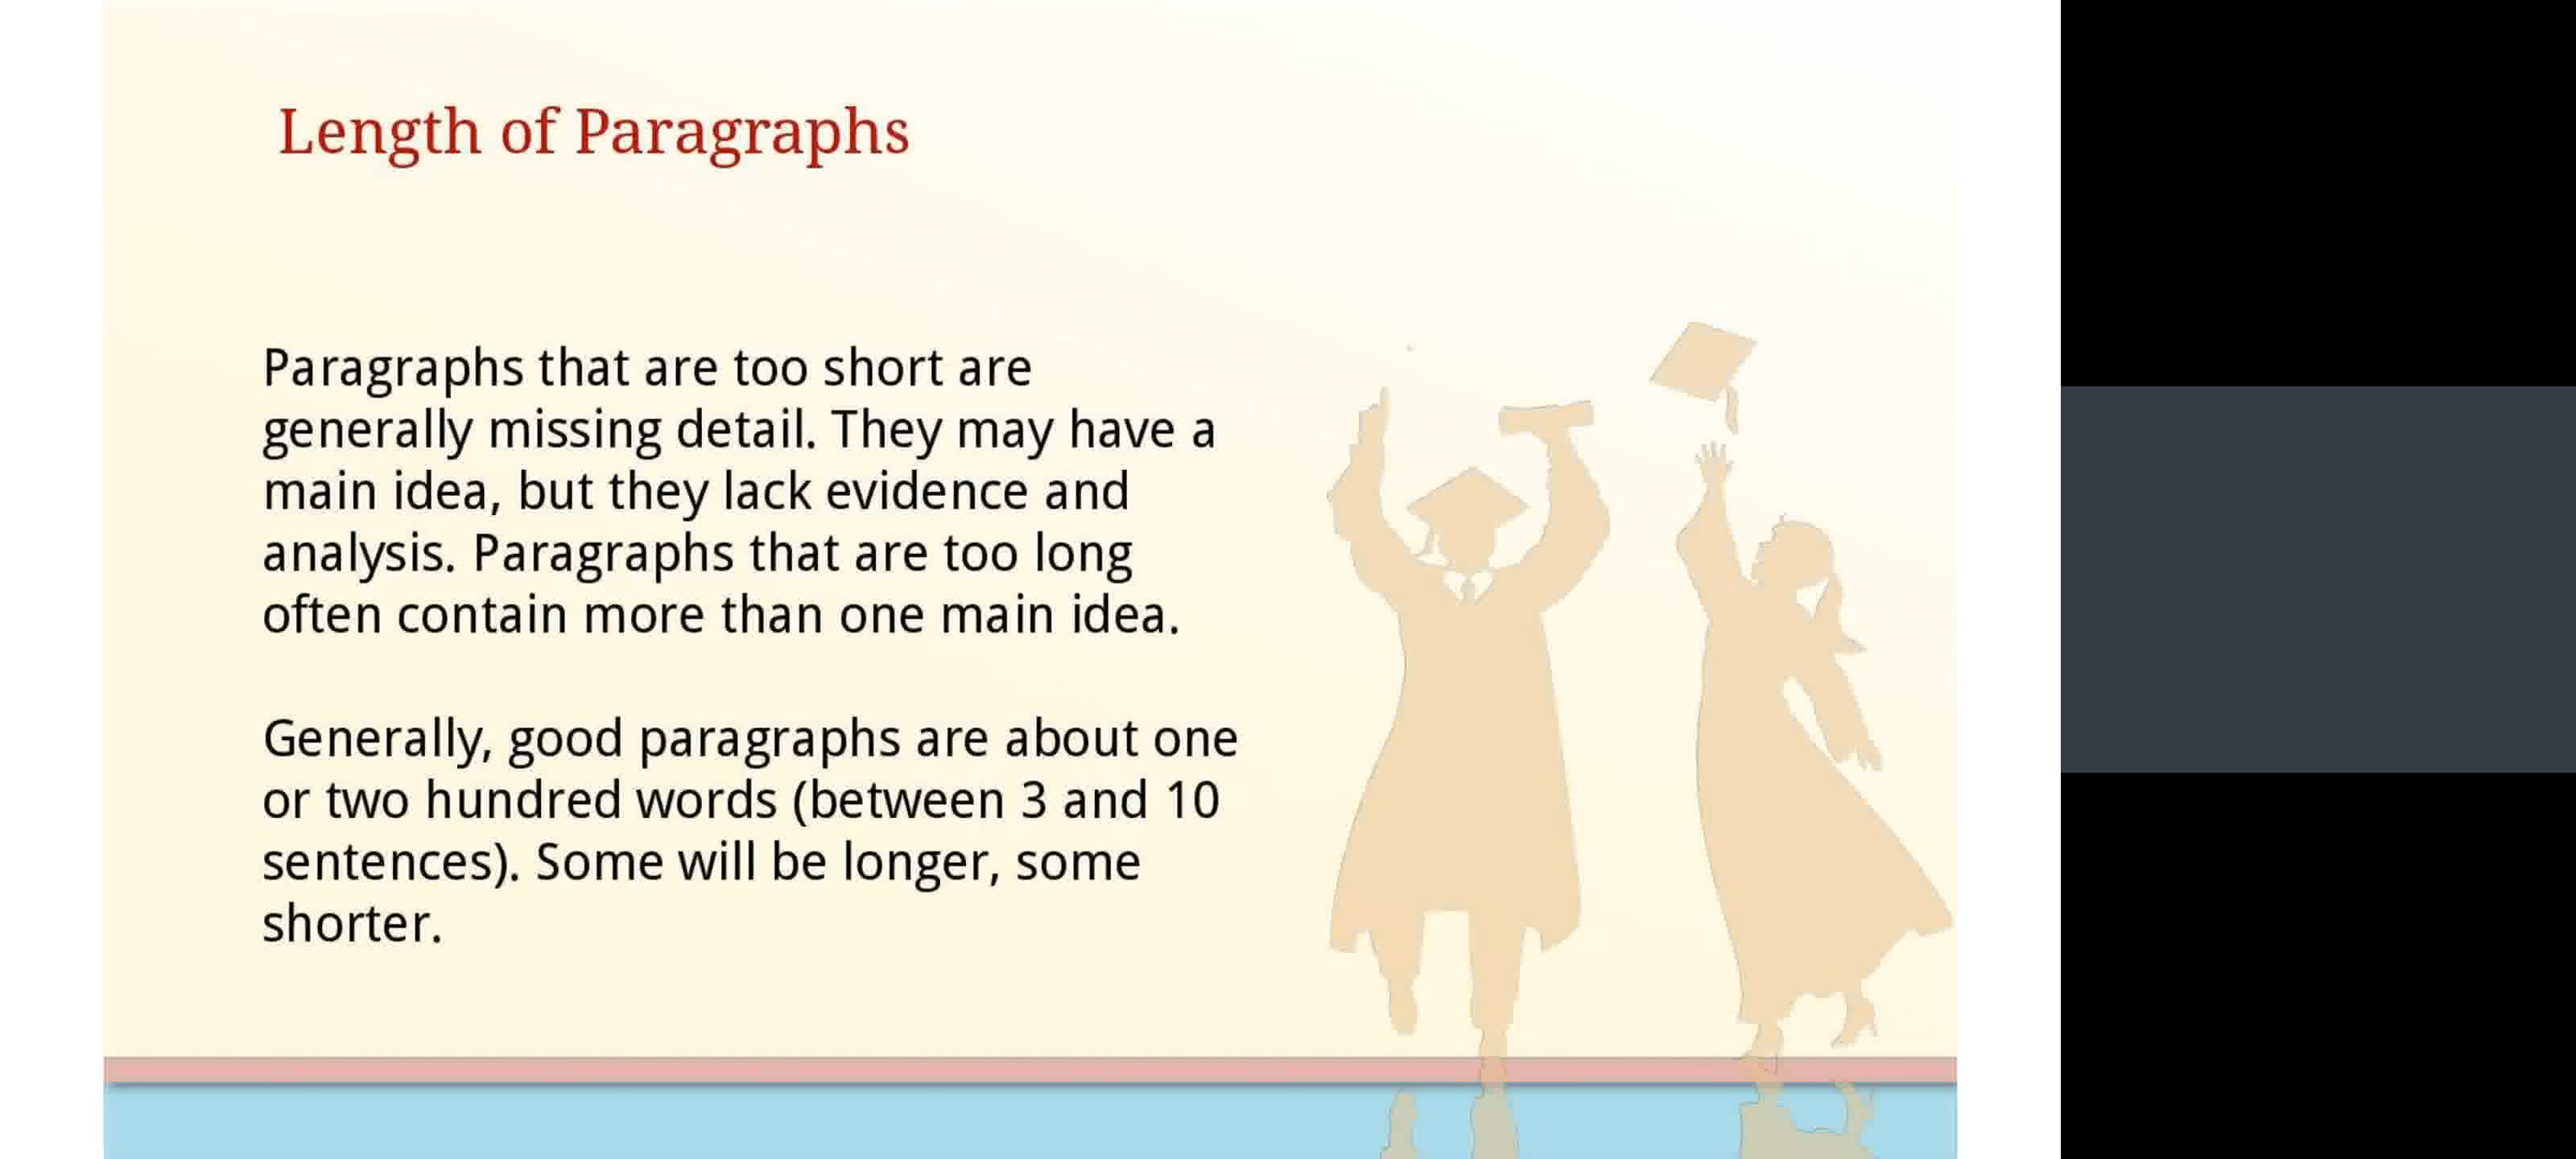 Length of Paragraphs
Paragraphs that are too short are
generally missing detail. They may have a
main idea, but they lack evidence and
analysis. Paragraphs that are too long
often contain more than one main idea.
Generally, good paragraphs are about one
or two hundred words (between 3 and 10
sentences). Some will be longer, some
shorter.